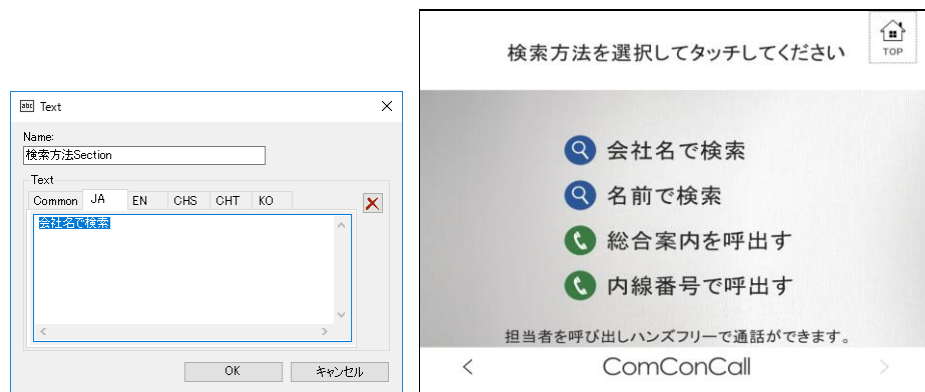 Text
Name:
検索方法Section
Text
Common JA EN CHS CHT KO
会社名で検索
OK キャンセル
検索方法を選択してタッチしてください
TOP
会社名で検索
名前で検索
総合案内を呼出す
内線番号で呼出す
担当者を呼び出しハンズフリーで通話ができます。
ComConCall